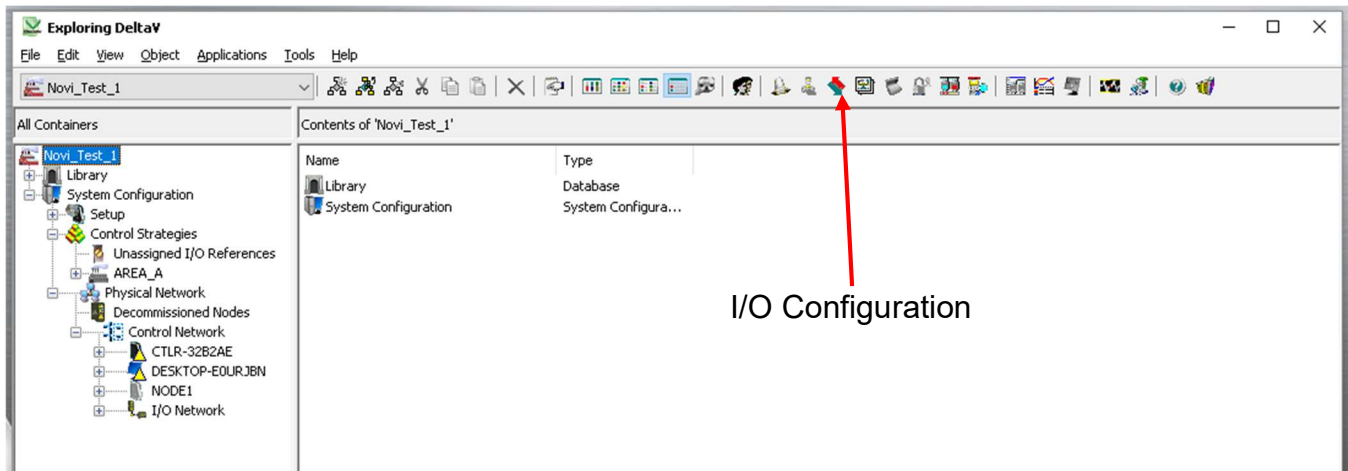 Exploring DeltaV
File Edit View Object Applications Tools Help
Novi_Test_1
All Containers
Contents of 'Novi_Test_1'
Novi_Test_1
Library
System Configuration
Setup
Control Strategies
Unassigned I/O References
AREA_A
Physical Network
Decommissioned Nodes
Control Network
CTLR-32B2AE
DESKTOP-E0URJBN
NODE1
I/O Network
Name Type
Library Database
System Configuration System Configura...
I/O Configuration